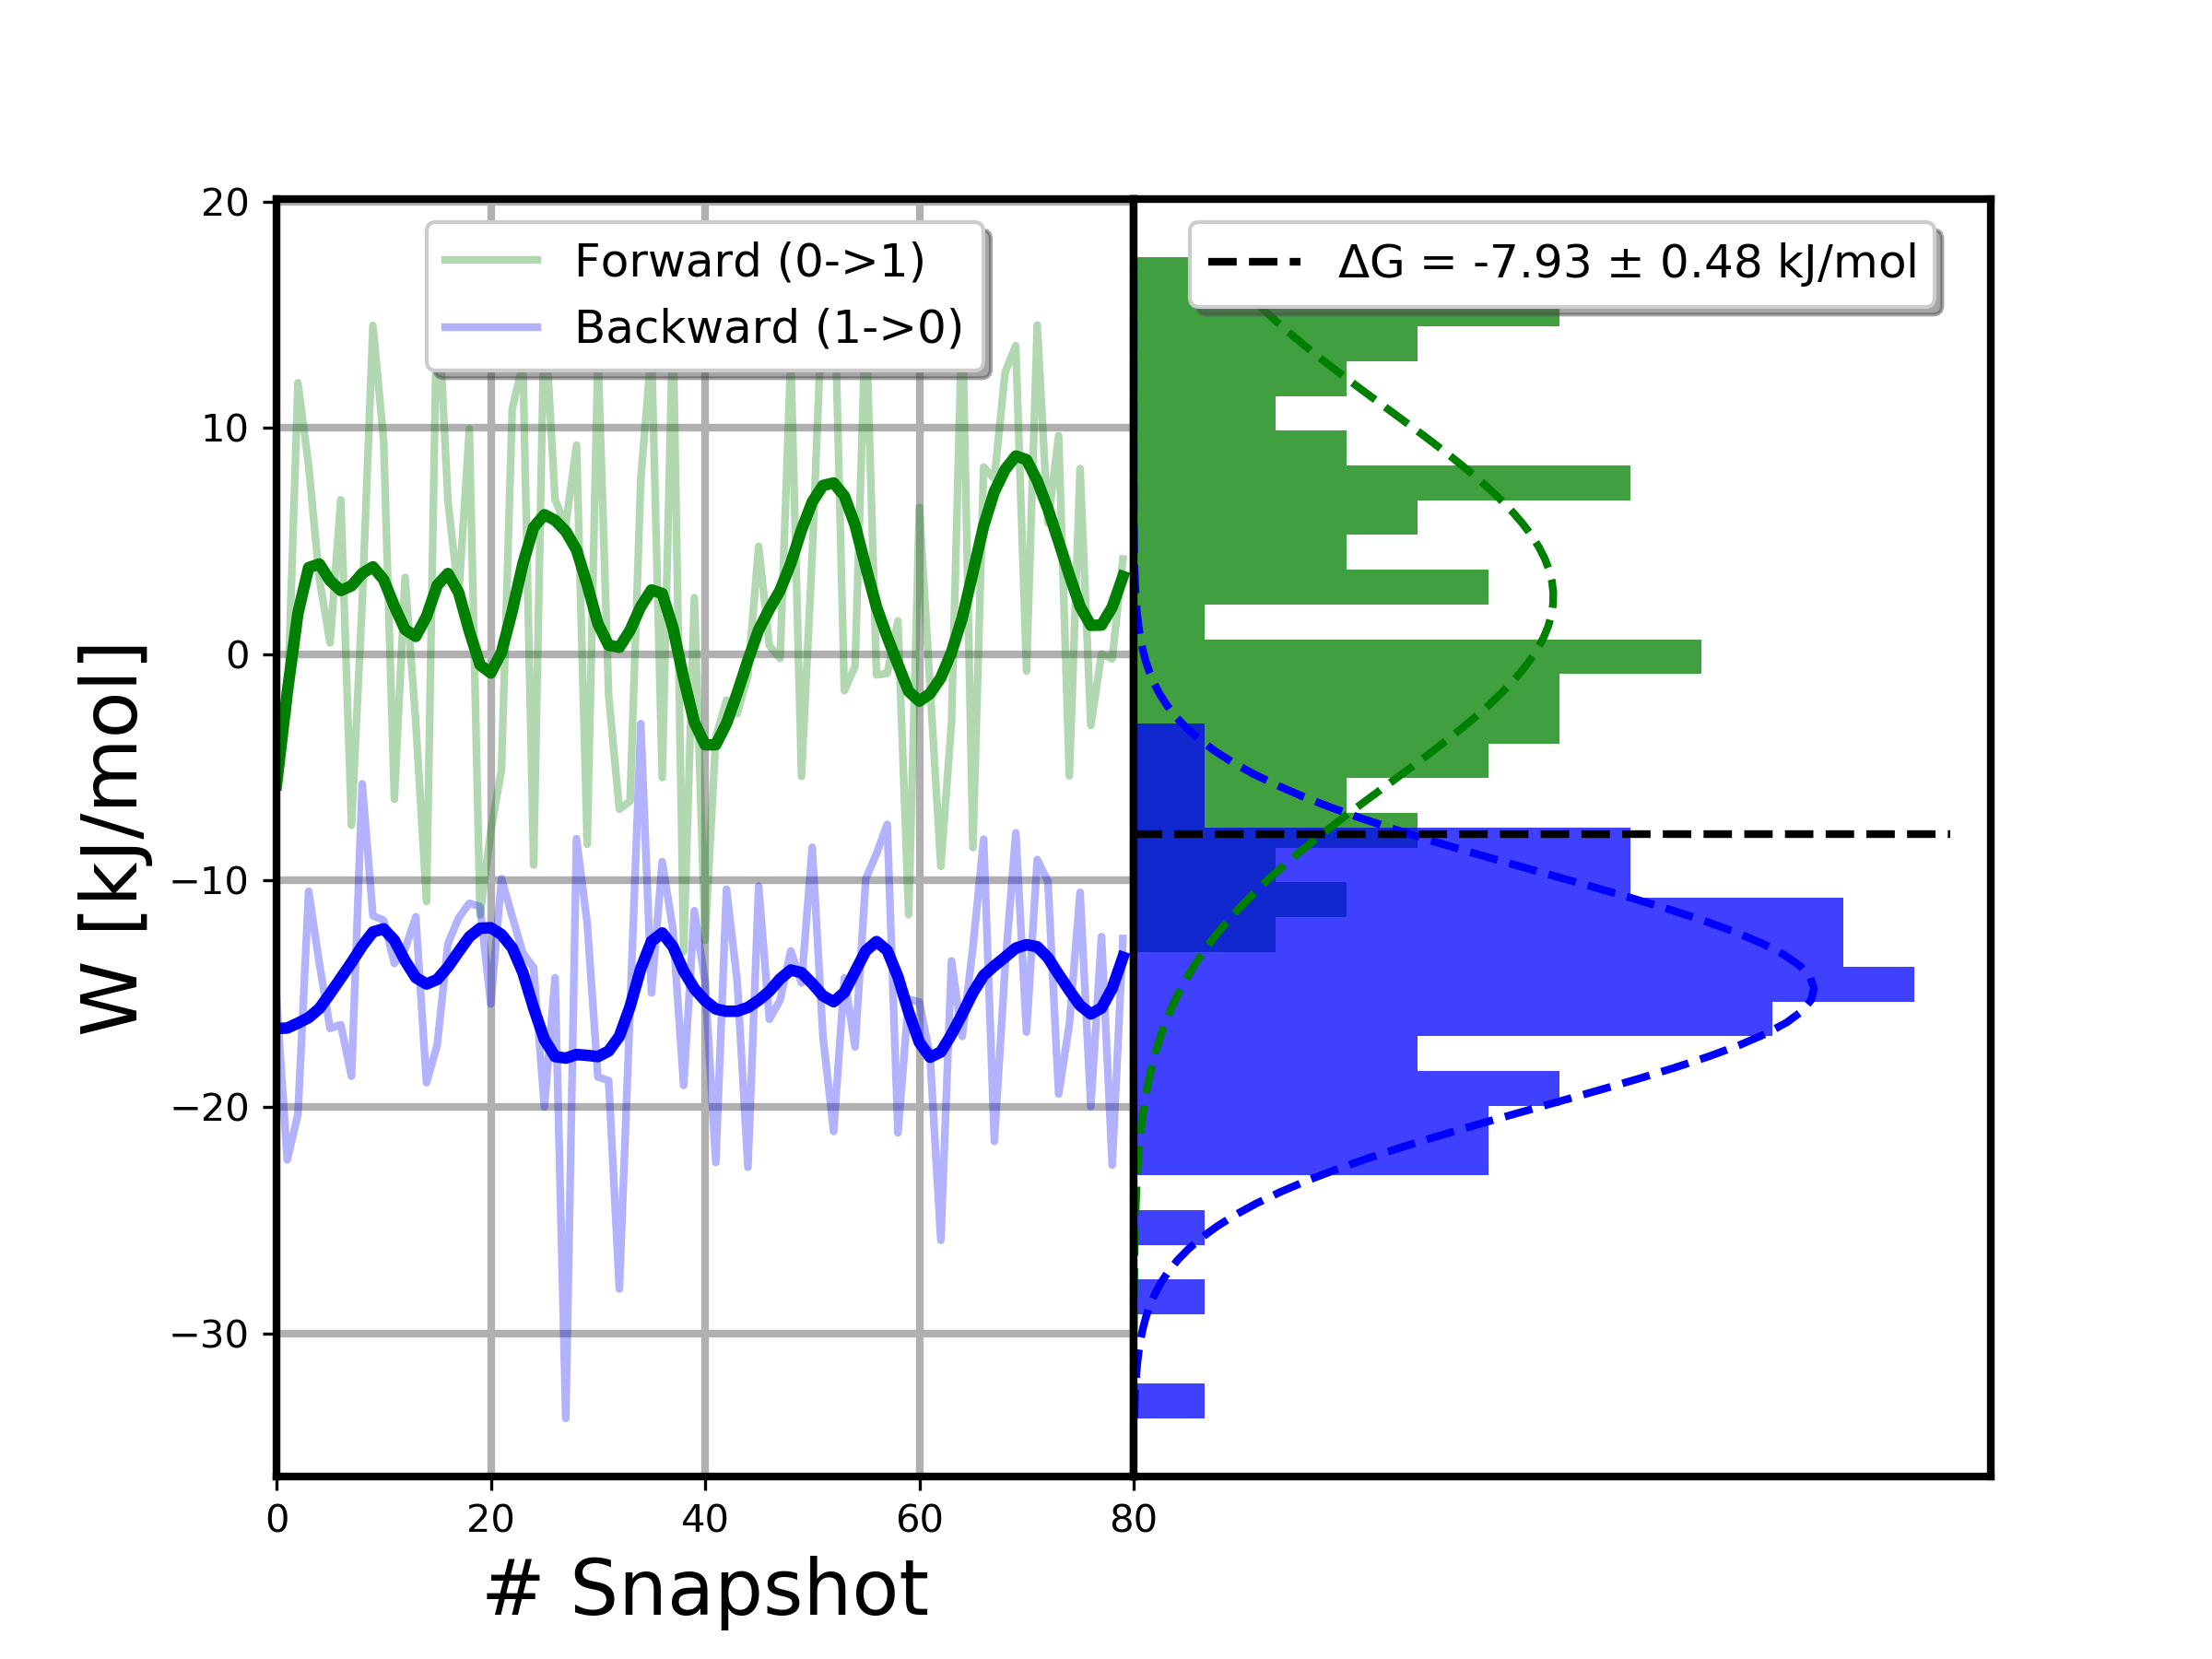 20
10
0
−10
−20
−30
W [kJ/mol]
Forward (0->1)
Backward (1->0)
ΔG = -7.93 ± 0.48 kJ/mol
0 20 40 60 80
# Snapshot